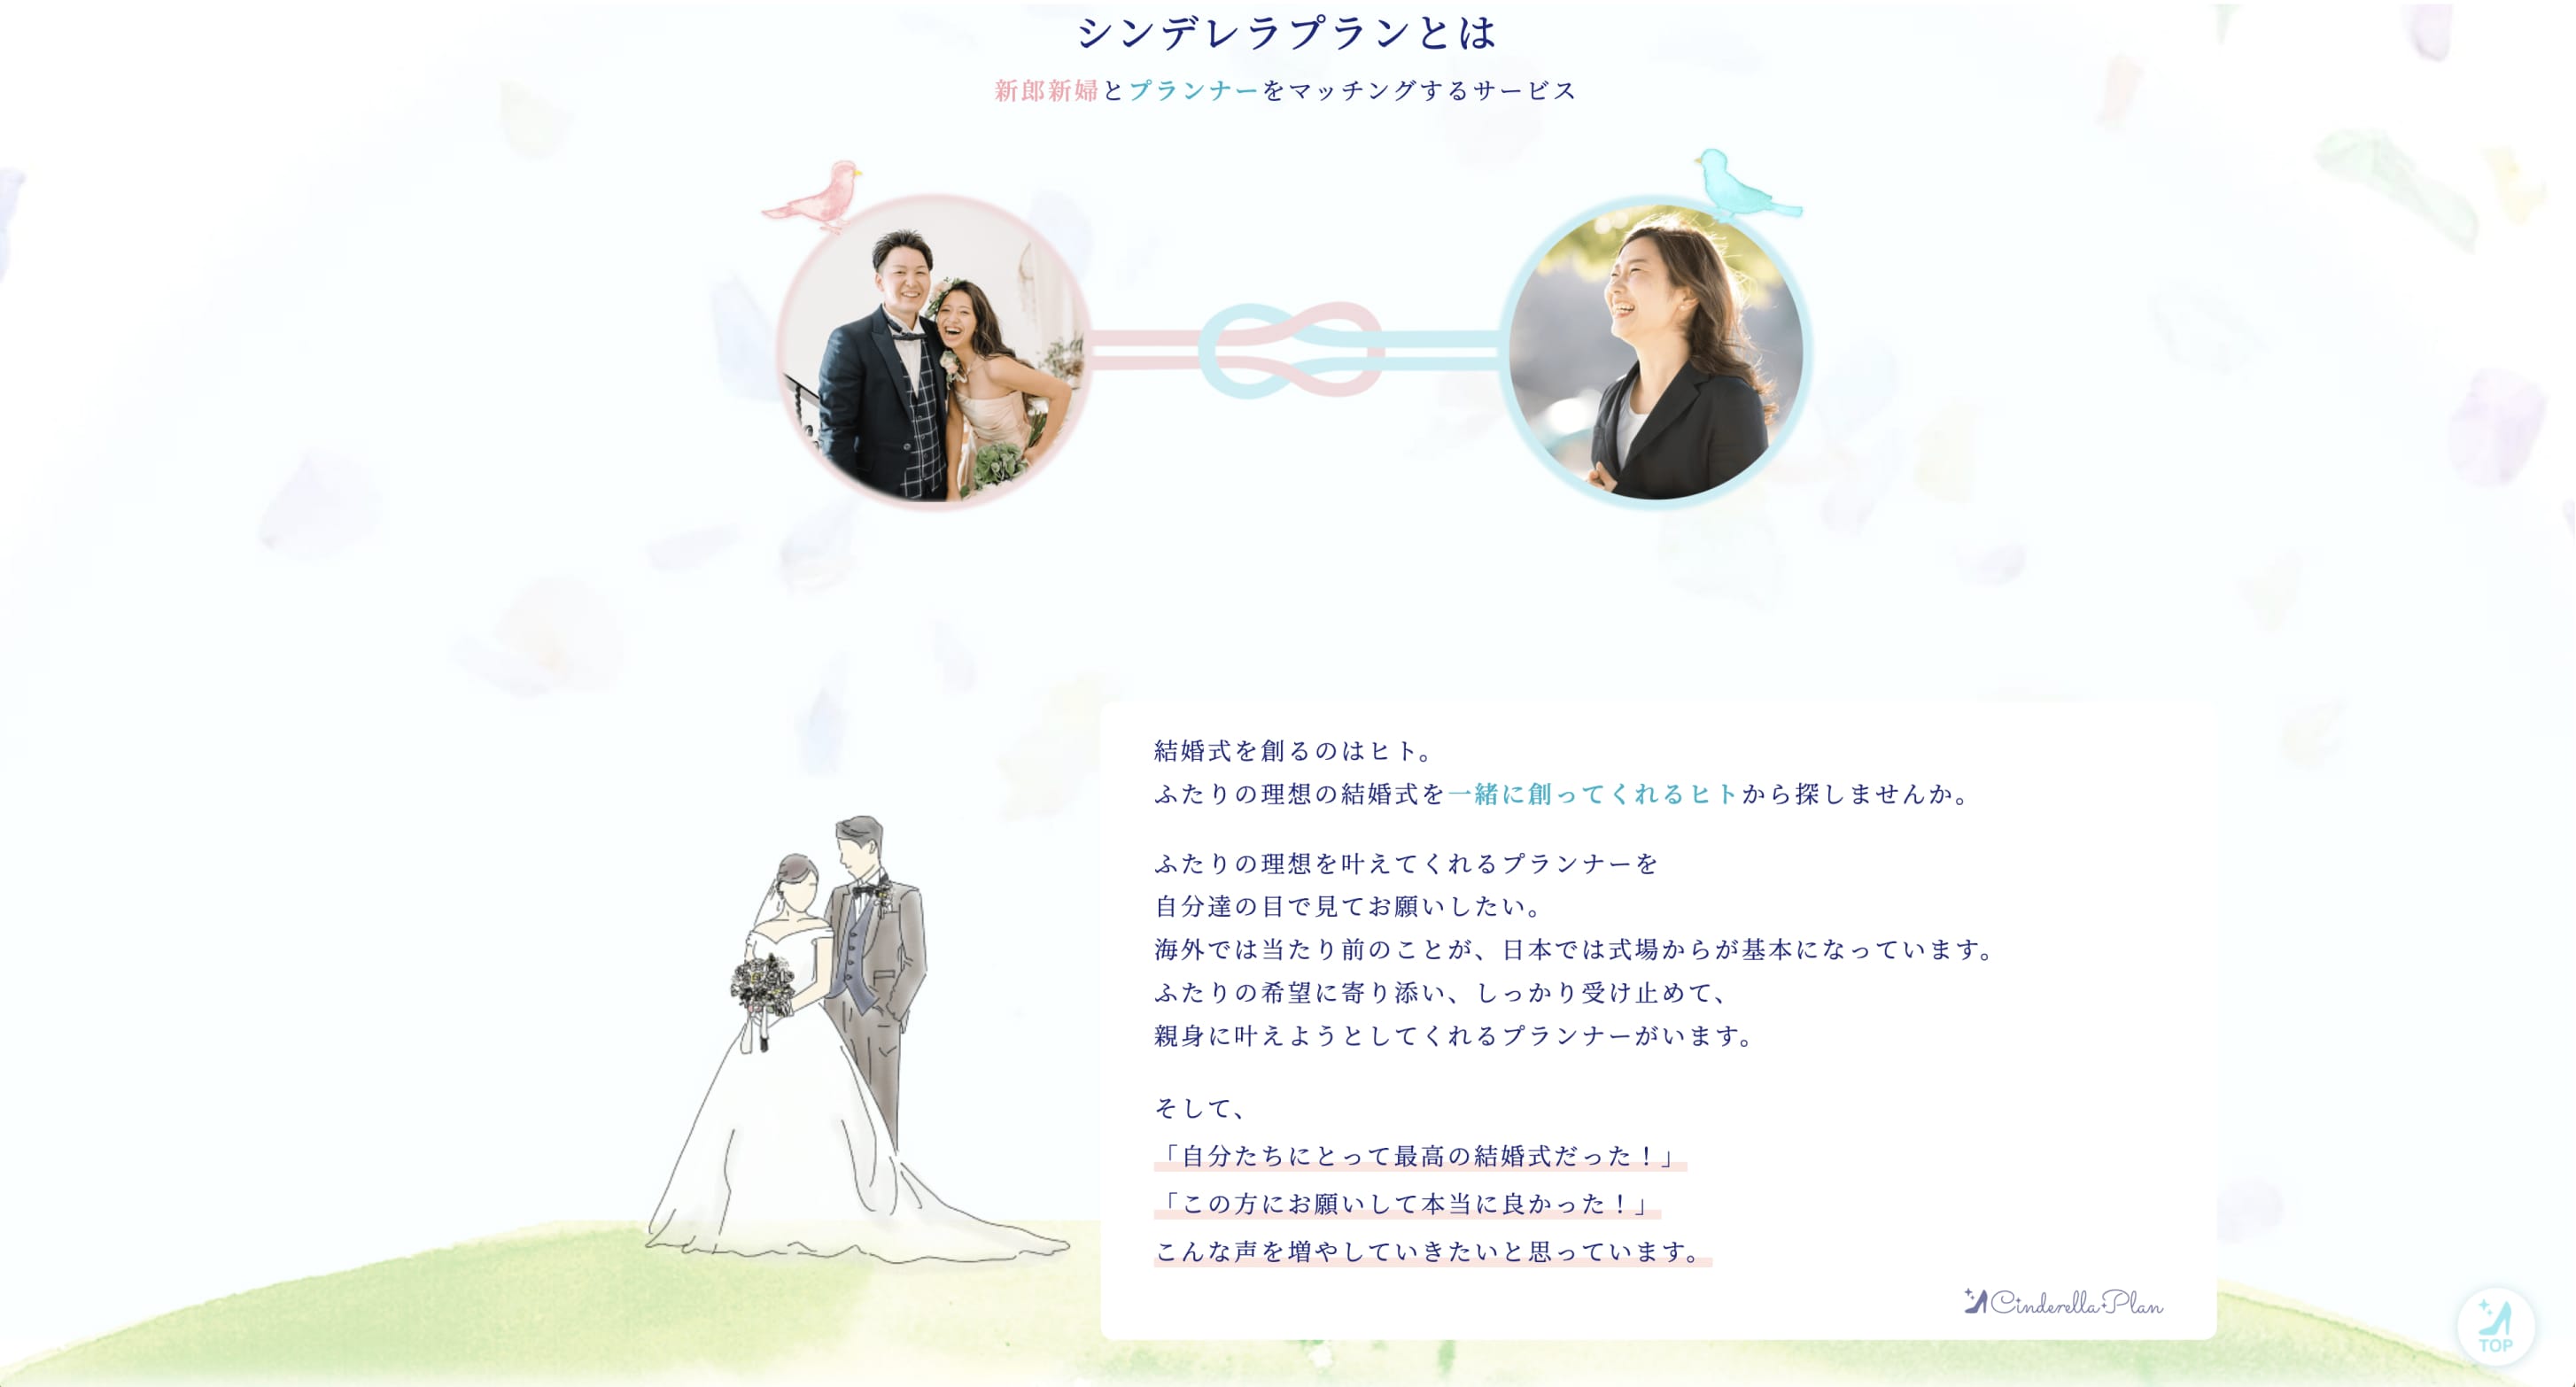 シンデレラプランとは
新郎新婦とプランナーをマッチングするサービス
結婚式を創るのはヒト。
ふたりの理想の結婚式を一緒に創ってくれるヒトから探しませんか。
ふたりの理想を叶えてくれるプランナーを
自分達の目で見てお願いしたい。
海外では当たり前のことが、日本では式場からが基本になっています。
ふたりの希望に寄り添い、しっかり受け止めて、
親身に叶えようとしてくれるプランナーがいます。
そして、
「自分たちにとって最高の結婚式だった！」
「この方にお願いして本当に良かった！」
こんな声を増やしていきたいと思っています。
Cinderella Plan
TOP